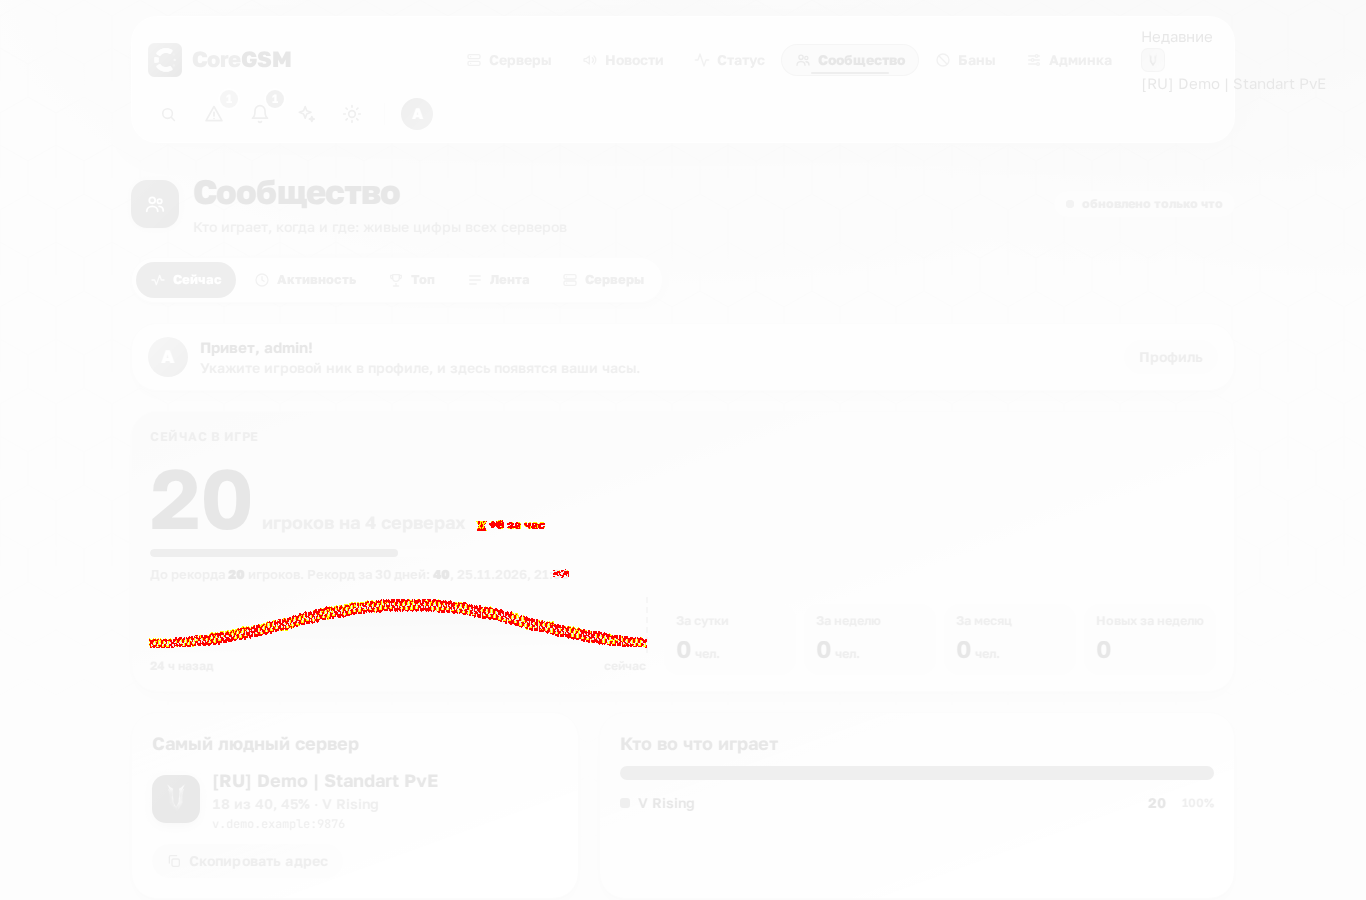 CoreGSM
Серверы
Новости
Статус
Сообщество
Баны
Админка
Недавние
V
[RU] Demo | Standart PvE
1
A
Сообщество
Кто играет, когда и где: живые цифры всех серверов
обновлено только что
Сейчас
Активность
Топ
Лента
Серверы
A
Привет, admin!
Укажите игровой ник в профиле, и здесь появятся ваши часы.
Профиль
СЕЙЧАС В ИГРЕ
20 игроков на 4 серверах за час
До рекорда 20 игроков. Рекорд за 30 дней: 40, 25.11.2026, 21
24 ч назад
сейчас
За сутки
0 чел.
За неделю
0 чел.
За месяц
0 чел.
Новых за неделю
0
Самый людный сервер
[RU] Demo | Standart PvE
18 из 40, 45% · V Rising
v.demo.example:9876
Скопировать адрес
Кто во что играет
V Rising
20
100%